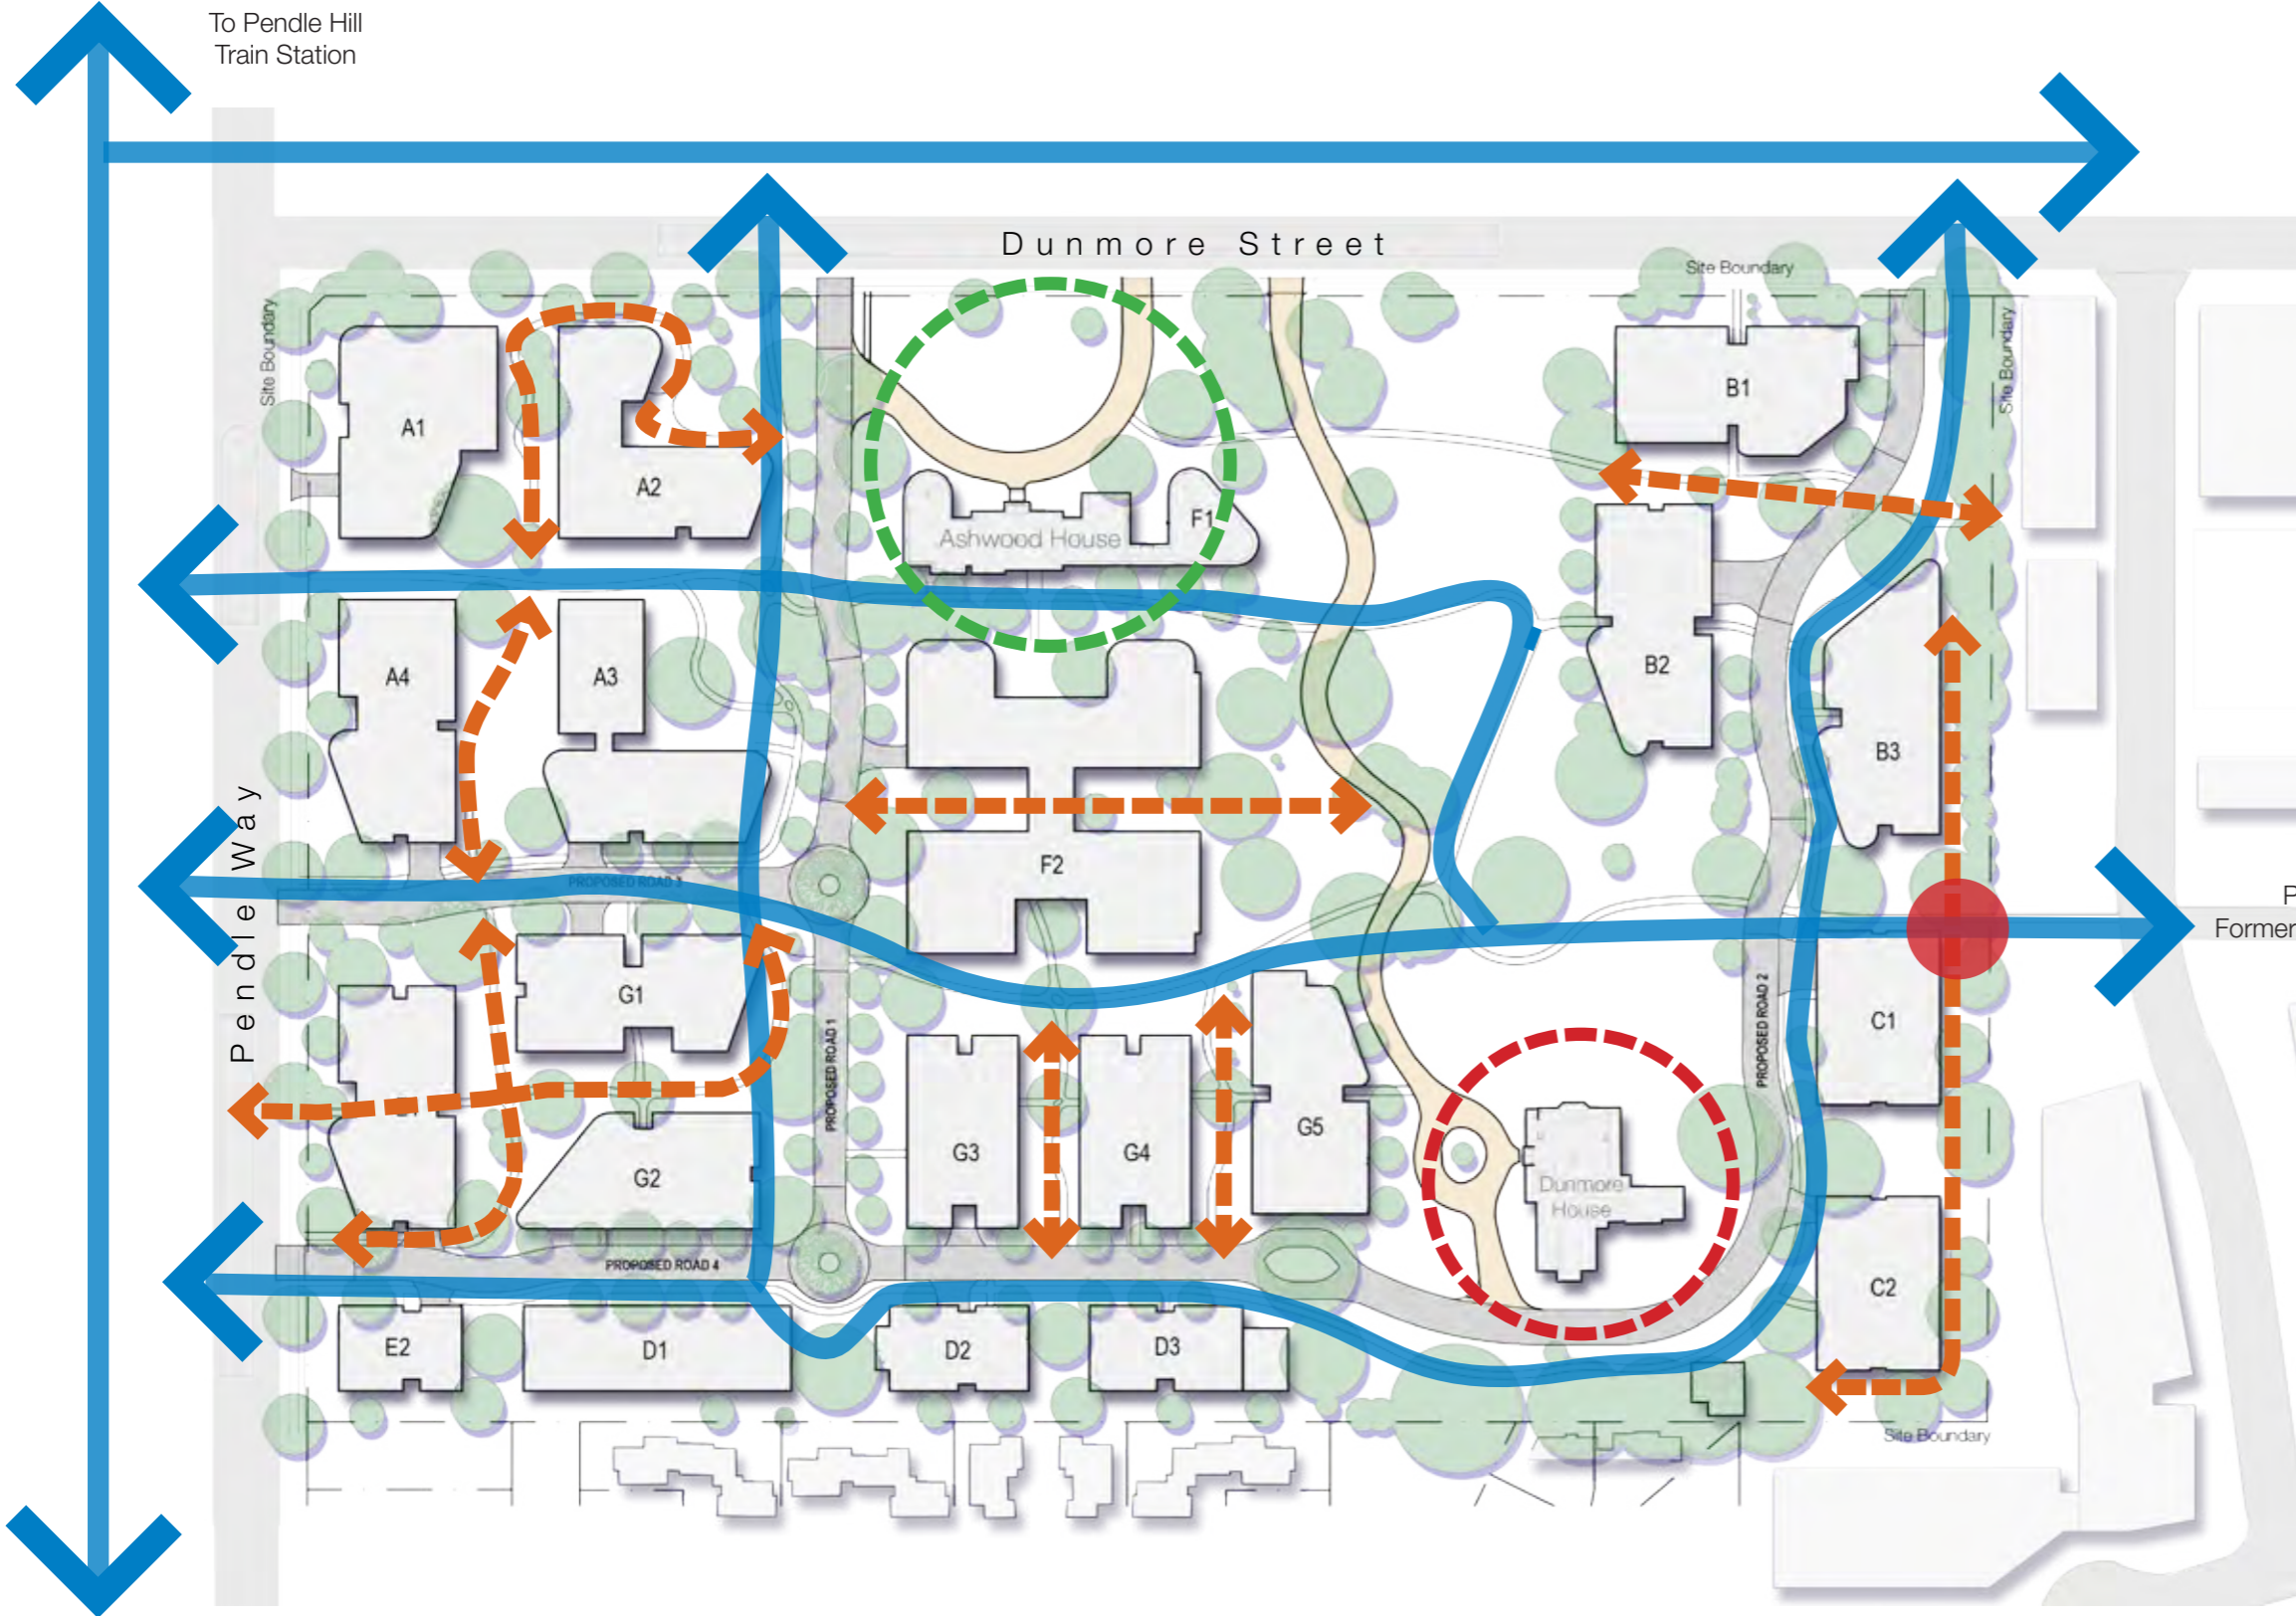 To Pendle Hill
Train Station
Dunmore Street
Site Boundary
Site Boundary
Site Boundary
A1
A2
B1
Ashwood House
F1
A4
A3
B2
B3
Pendle Way
PROPOSED ROAD 3
F2
P
Former
G1
PROPOSED ROAD 1
PROPOSED ROAD 2
C1
G3
G4
G5
G2
Dunmore
House
PROPOSED ROAD 4
C2
E2
D1
D2
D3
Site Boundary